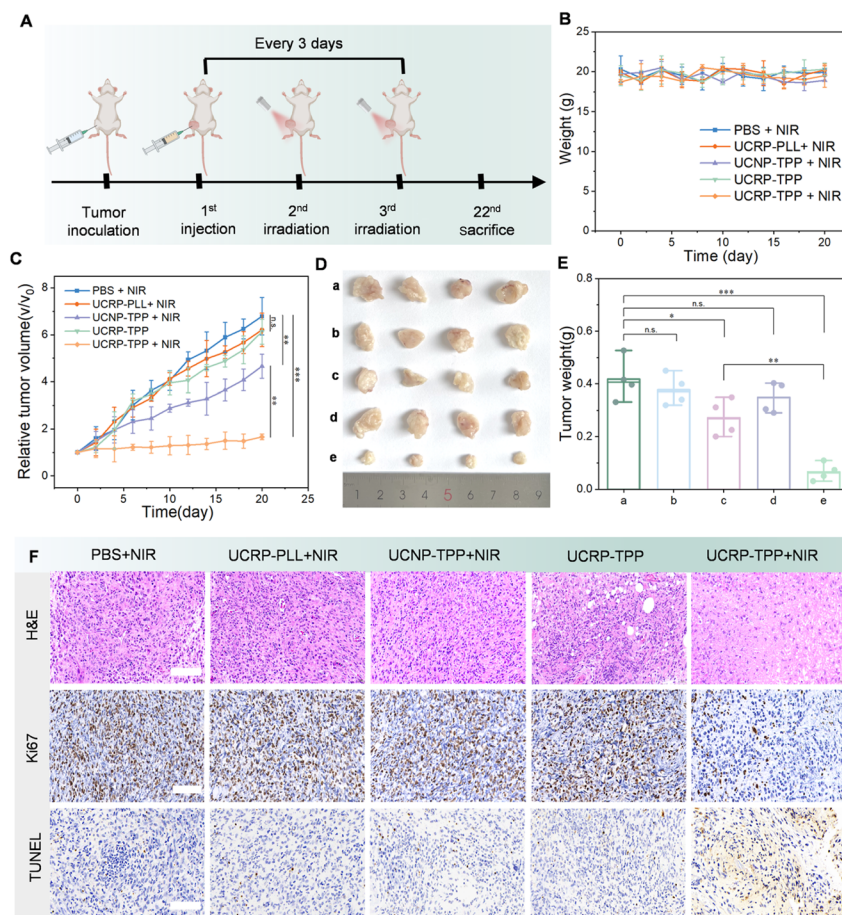 A
Every 3 days
Tumor
inoculation
1st
injection
2nd
irradiation
3rd
irradiation
22nd
sacrifice
B
Weight (g)
25
20
15
10
5
0
PBS + NIR
UCRP-PLL+ NIR
UCNP-TPP + NIR
UCRP-TPP
UCRP-TPP + NIR
0 5 10 15 20
Time (day)
C
Relative tumor volume(v/v0)
8
6
4
2
0
PBS + NIR
UCRP-PLL+ NIR
UCNP-TPP + NIR
UCRP-TPP
UCRP-TPP + NIR
n.s.
**
***
**
0 5 10 15 20 25
Time(day)
D
a
b
c
d
e
1 2 3 4 5 6 7 8 9
E
Tumor weight(g)
0.8
0.6
0.4
0.2
0.0
***
n.s.
*
n.s.
**
a b c d e
F
PBS+NIR UCRP-PLL+NIR UCNP-TPP+NIR UCRP-TPP UCRP-TPP+NIR
H&E
Ki67
TUNEL